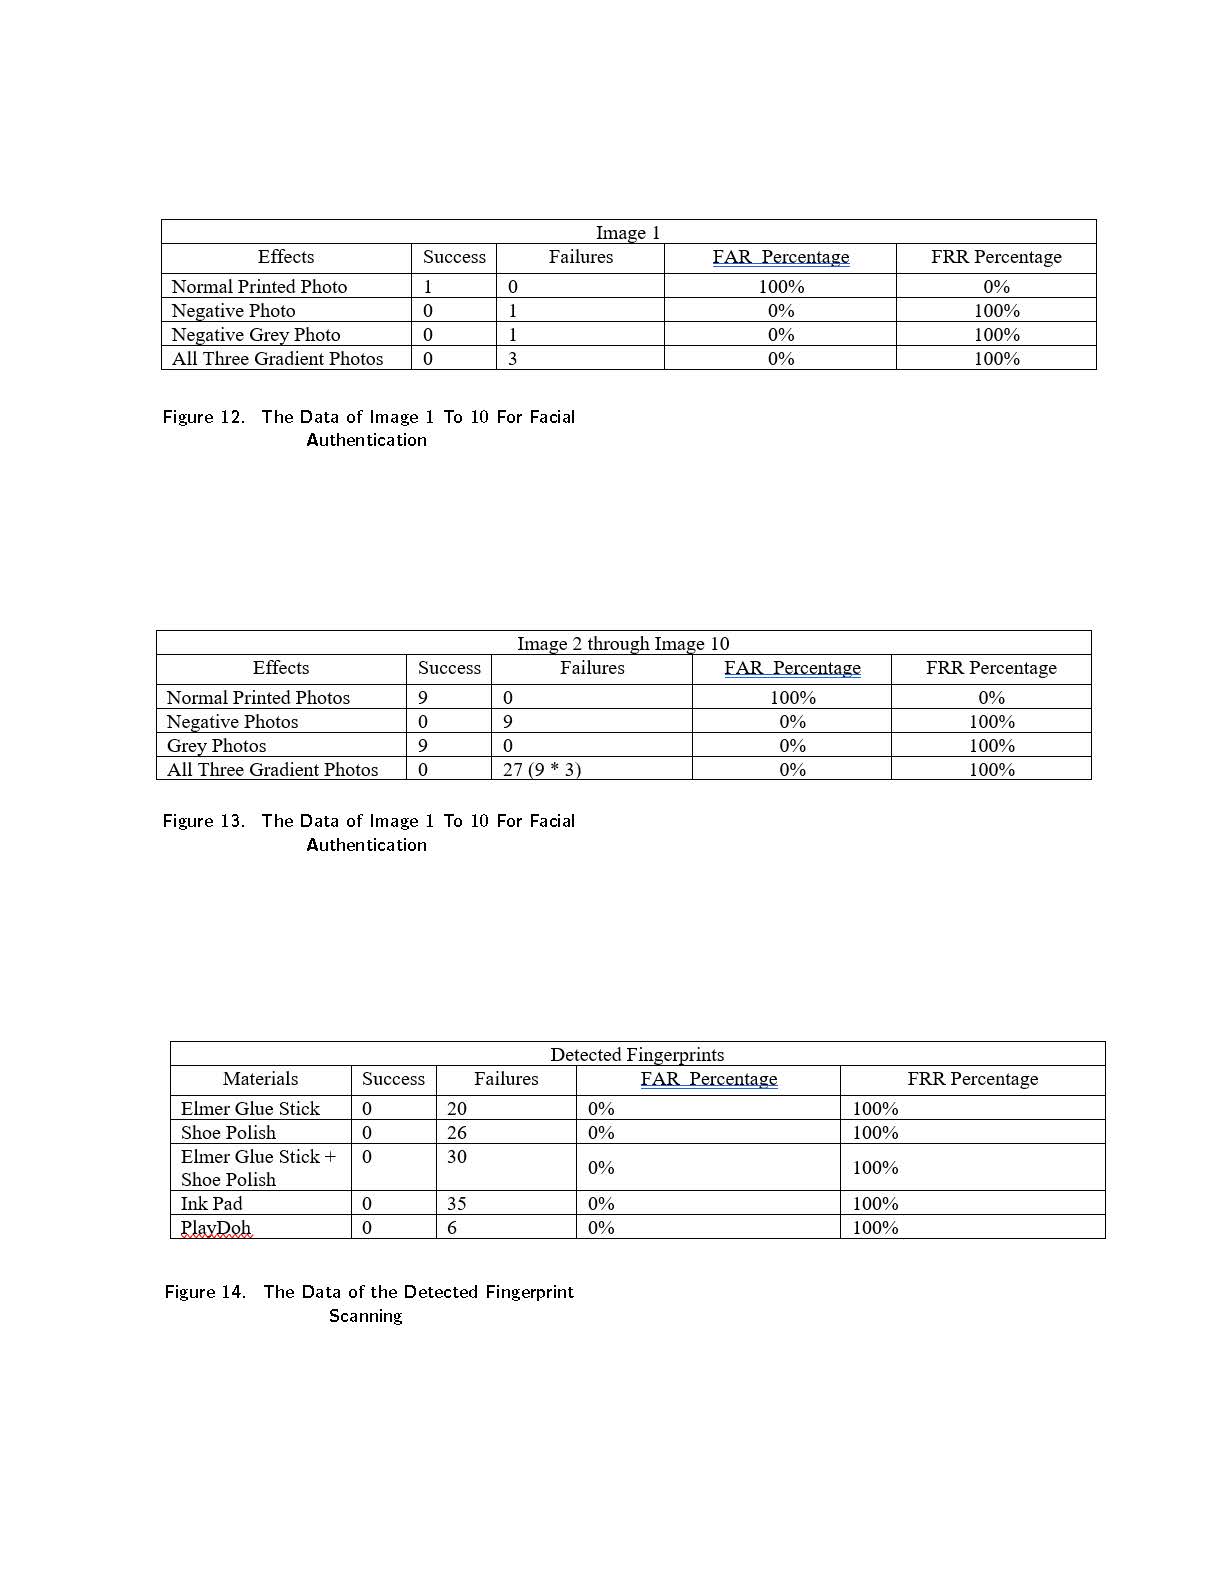 Image 1
Effects Success Failures FAR Percentage FRR Percentage
Normal Printed Photo 1 0 100% 0%
Negative Photo 0 1 0% 100%
Negative Grey Photo 0 1 0% 100%
All Three Gradient Photos 0 3 0% 100%
Figure 12. The Data of Image 1 To 10 For Facial
Authentication
Image 2 through Image 10
Effects Success Failures FAR Percentage FRR Percentage
Normal Printed Photos 9 0 100% 0%
Negative Photos 0 9 0% 100%
Grey Photos 9 0 0% 100%
All Three Gradient Photos 0 27 (9 * 3) 0% 100%
Figure 13. The Data of Image 1 To 10 For Facial
Authentication
Detected Fingerprints
Materials Success Failures FAR Percentage FRR Percentage
Elmer Glue Stick 0 20 0% 100%
Shoe Polish 0 26 0% 100%
Elmer Glue Stick + 0 30 0% 100%
Shoe Polish
Ink Pad 0 35 0% 100%
PlayDoh 0 6 0% 100%
Figure 14. The Data of the Detected Fingerprint
Scanning